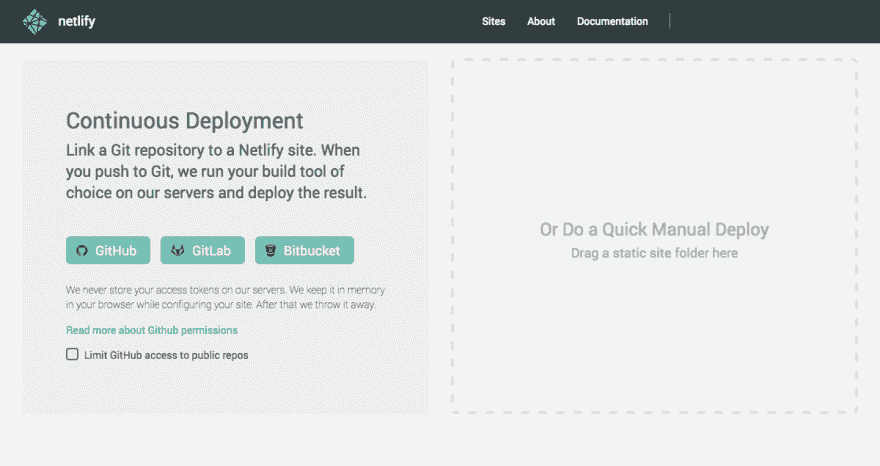 netlify
Sites About Documentation
Continuous Deployment
Link a Git repository to a Netlify site. When
you push to Git, we run your build tool of
choice on our servers and deploy the result.
GitHub GitLab Bitbucket
We never store your access tokens on our servers. We keep it in memory
in your browser while configuring your site. After that we throw it away.
Read more about Github permissions
Limit GitHub access to public repos
Or Do a Quick Manual Deploy
Drag a static site folder here